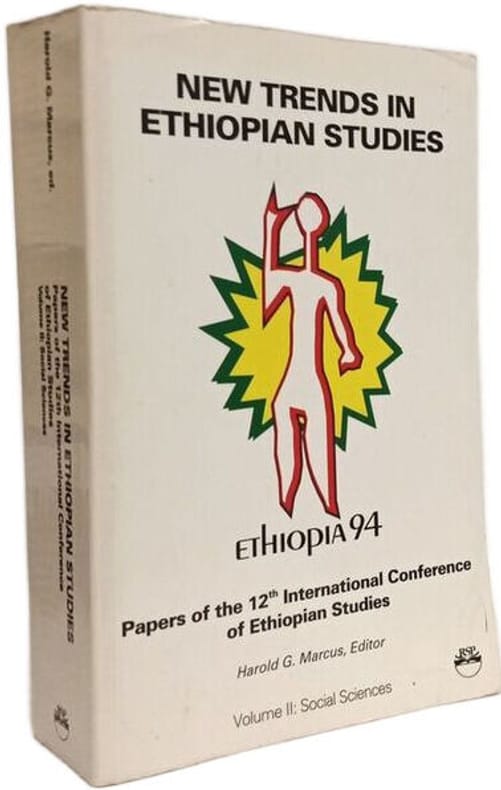 NEW TRENDS IN
ETHIOPIAN STUDIES
EThIOPIA 94
Papers of the 12th International Conference
of Ethiopian Studies
Harold G. Marcus, Editor
Volume II: Social Sciences
RSP
Harold G. Marcus, ed.
NEW TRENDS IN ETHIOPIAN STUDIES
Papers of the 12th International Conference
of Ethiopian Studies
Volume II: Social Sciences
RSP